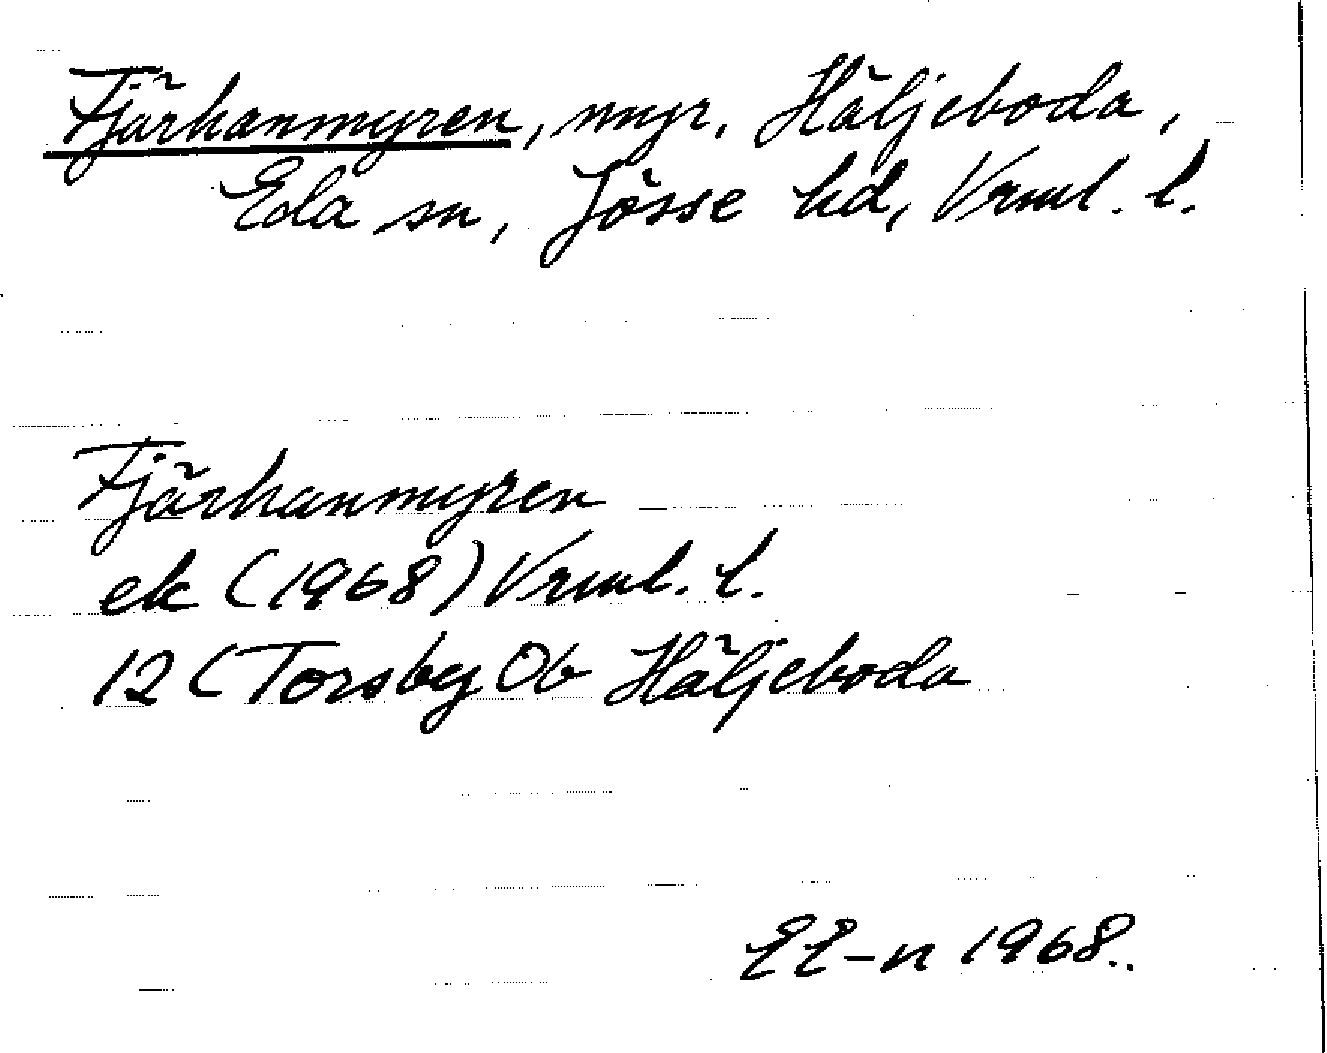 Fjärhanmyren, myr, Häljeboda,
Eda sn, Jösse hd, Vrml. l.
Fjärhanmyren
ek (1968) Vrml. l.
12 C Torsby Ob Häljeboda
EE-n 1968.